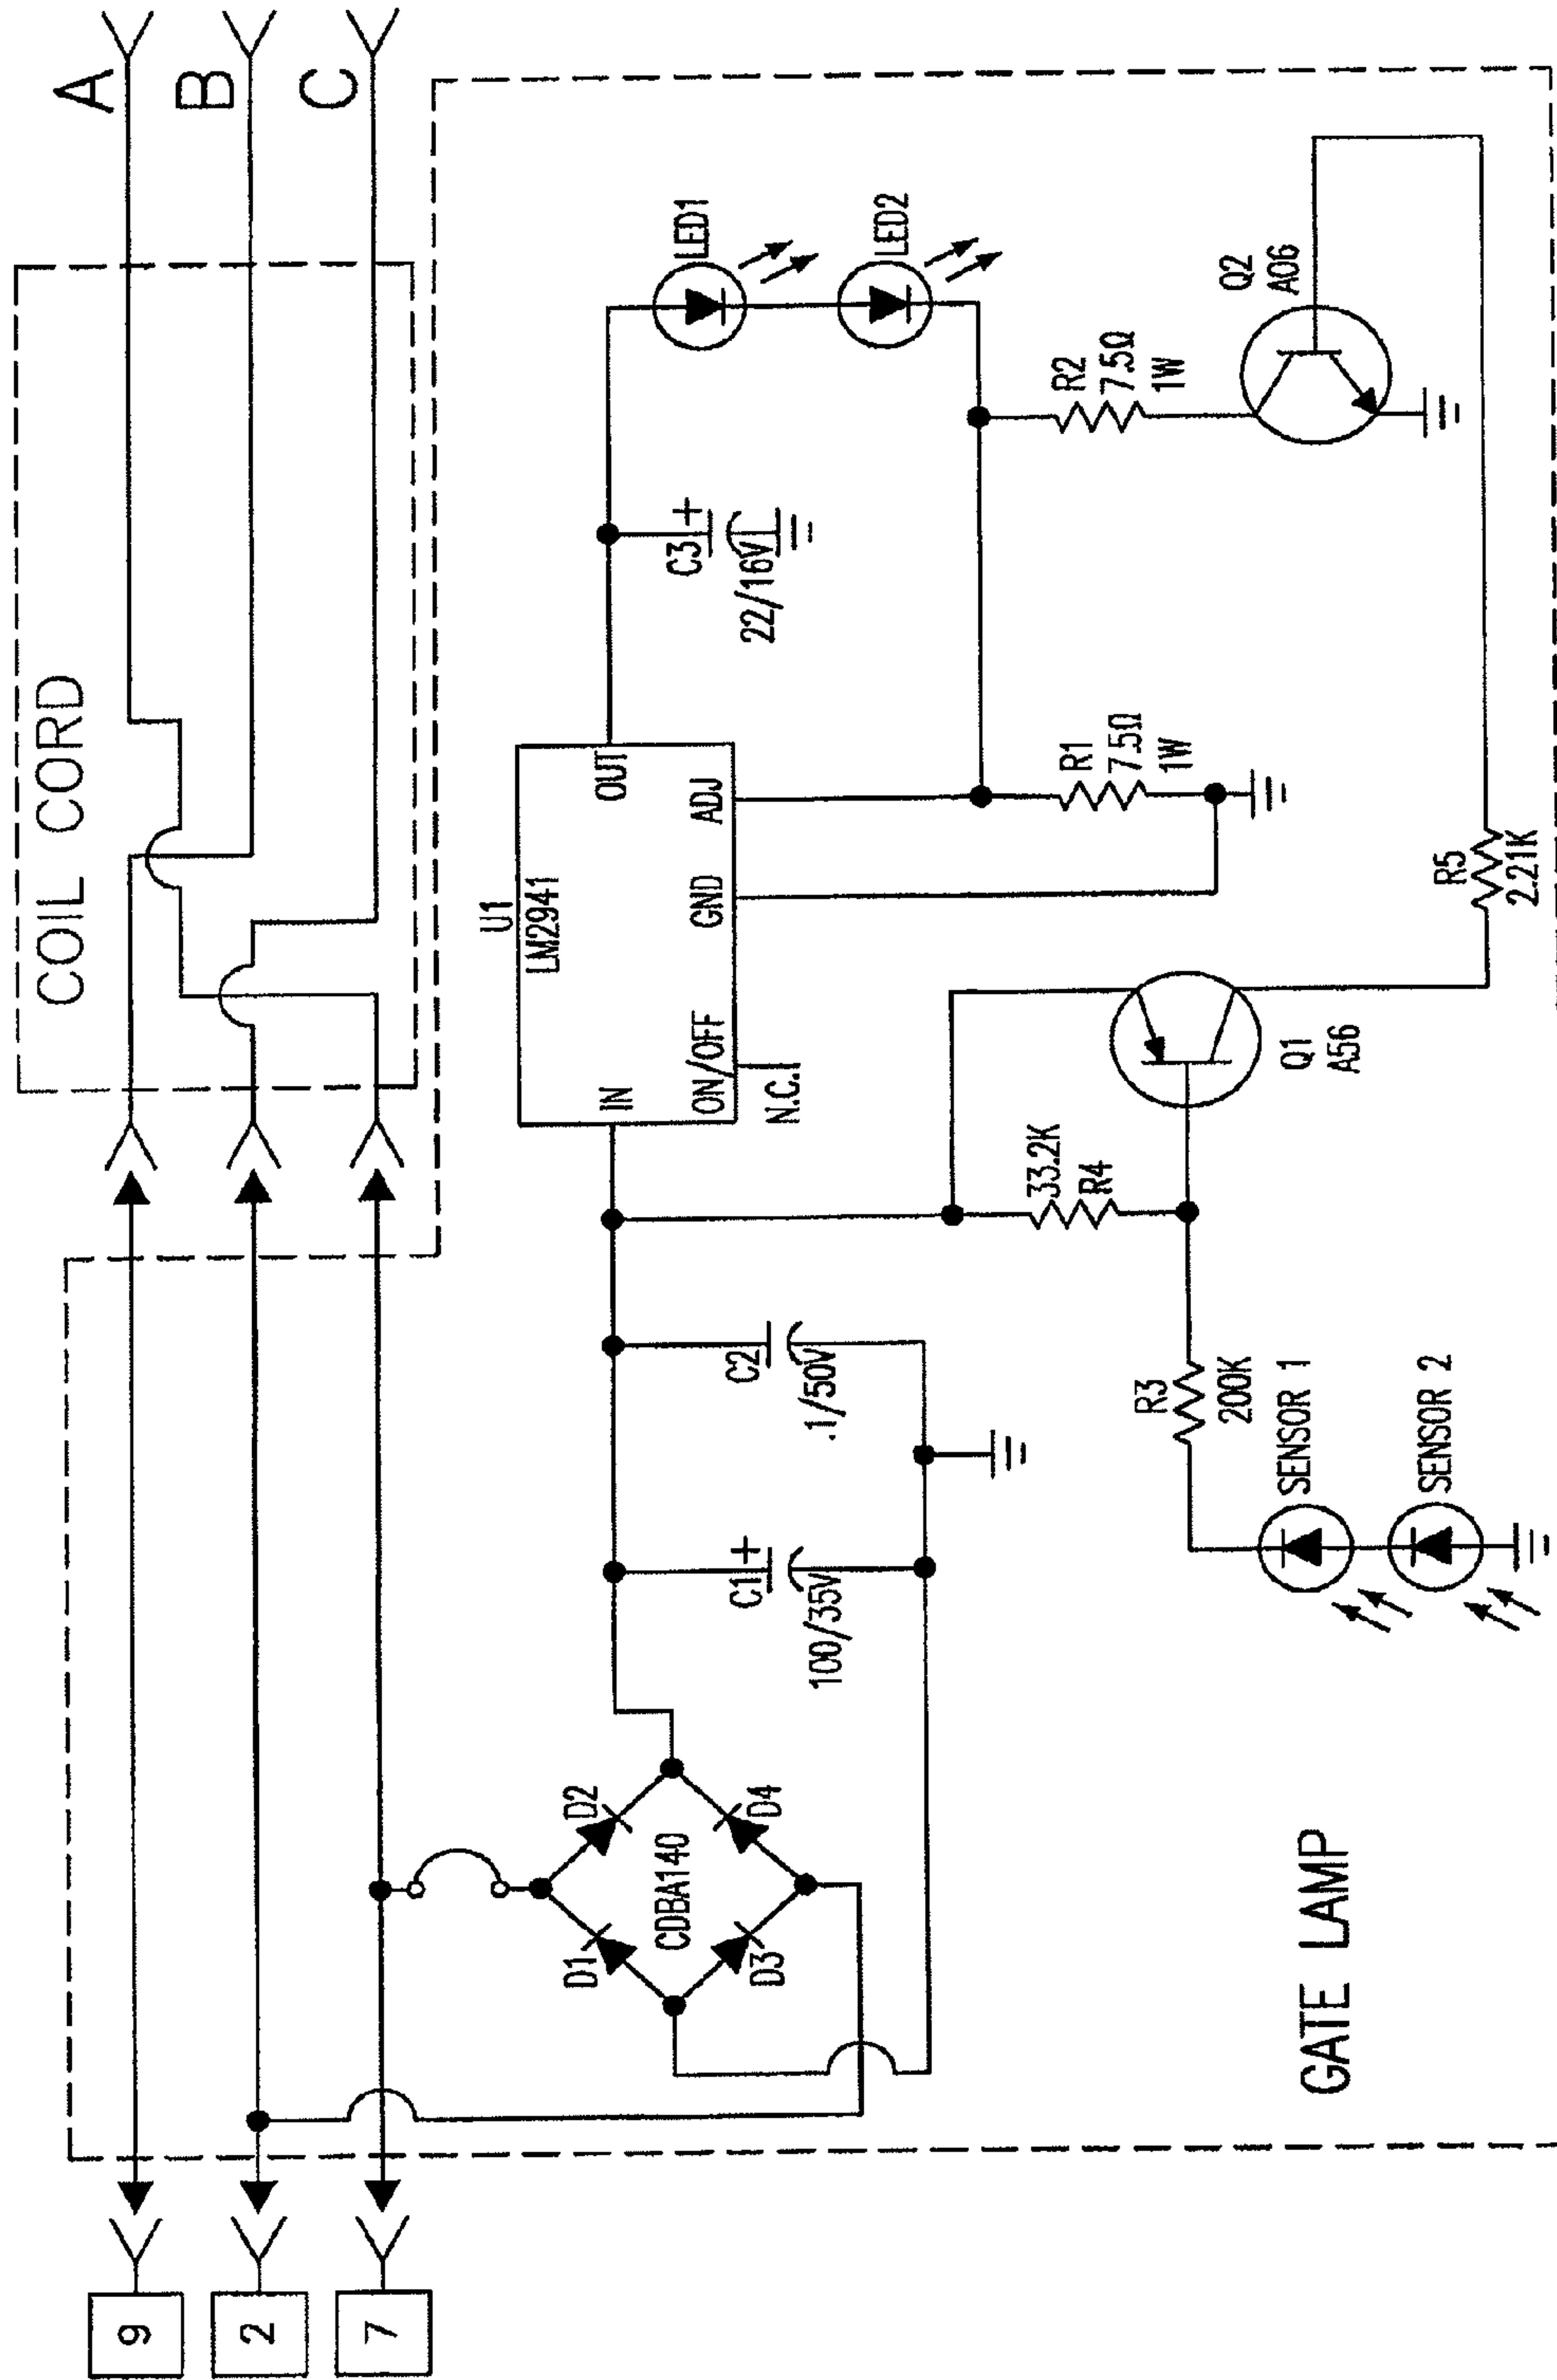 A
B
C
COIL CORD
9
2
7
U1
LM2941
IN
OUT
ON/OFF
GND
ADJ
N.C.
LED1
LED2
C3 +
22/16V
R2
7.5Ω
1W
Q2
A06
R1
7.5Ω
1W
R5
2.21K
Q1
A56
33.2K
R4
C2
.1/50V
C1 +
100/35V
R3
200K
SENSOR 1
SENSOR 2
D1
D2
D3
D4
CDBA140
GATE LAMP